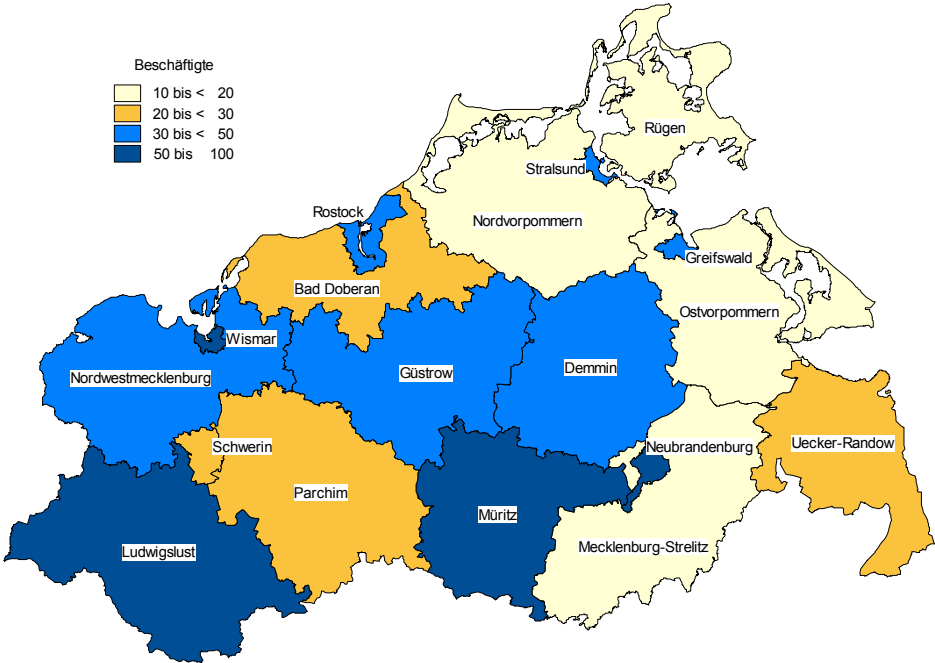 Beschäftigte
10 bis < 20
20 bis < 30
30 bis < 50
50 bis 100
Rügen
Stralsund
Rostock
Nordvorpommern
Greifswald
Bad Doberan
Ostvorpommern
Wismar
Nordwestmecklenburg
Güstrow
Demmin
Schwerin
Neubrandenburg
Uecker-Randow
Parchim
Müritz
Ludwigslust
Mecklenburg-Strelitz